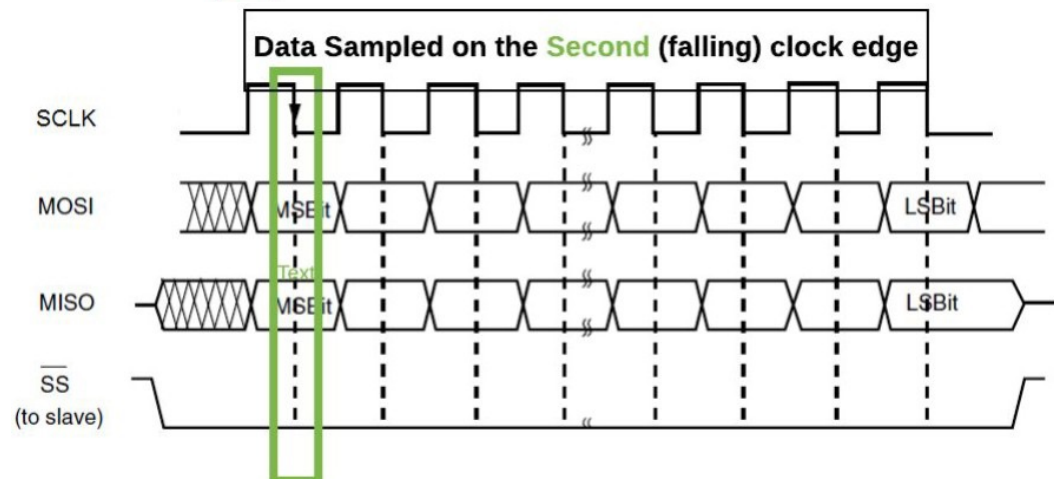 Data Sampled on the Second (falling) clock edge
SCLK
MOSI
MSBit
LSBit
Text
MISO
MSBit
LSBit
SS
(to slave)